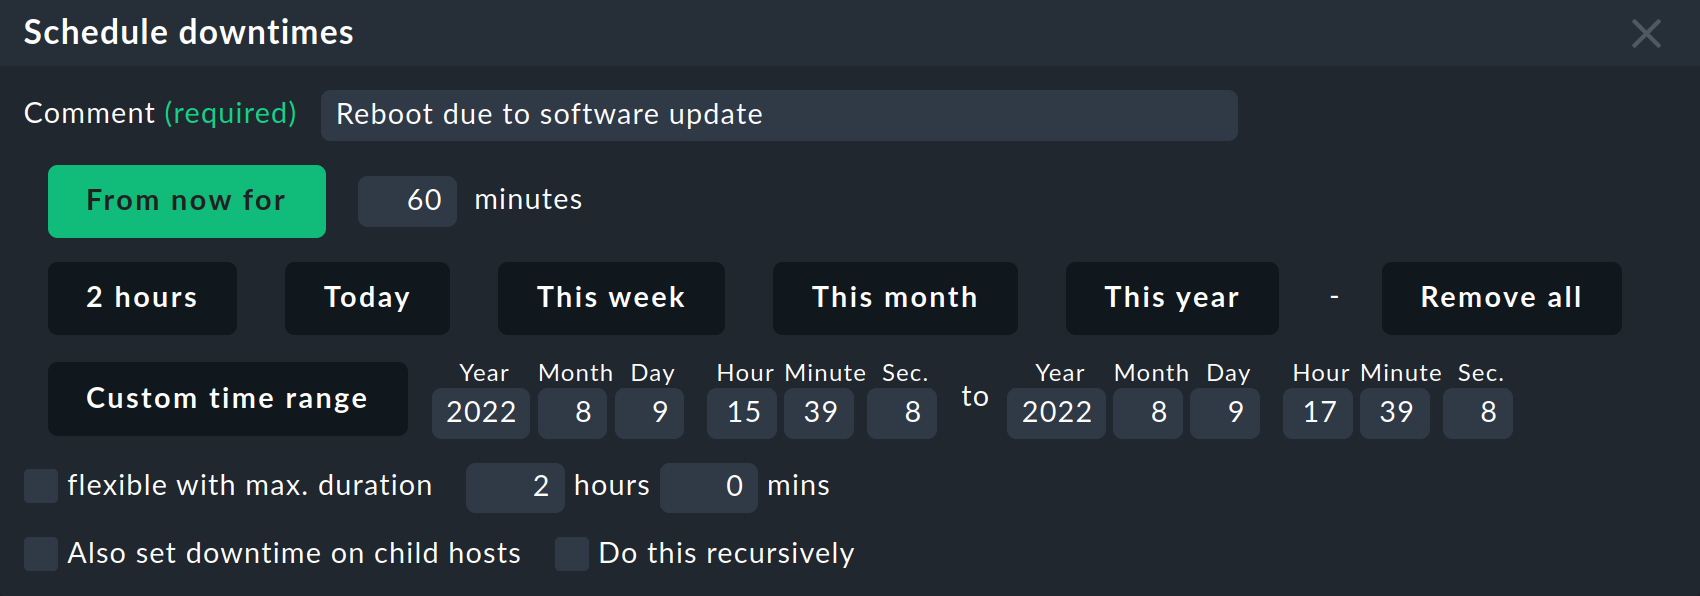 Schedule downtimes
Comment (required) Reboot due to software update
From now for 60 minutes
2 hours Today This week This month This year - Remove all
Year Month Day Hour Minute Sec. Year Month Day Hour Minute Sec.
Custom time range 2022 8 9 15 39 8 to 2022 8 9 17 39 8
flexible with max. duration 2 hours 0 mins
Also set downtime on child hosts Do this recursively